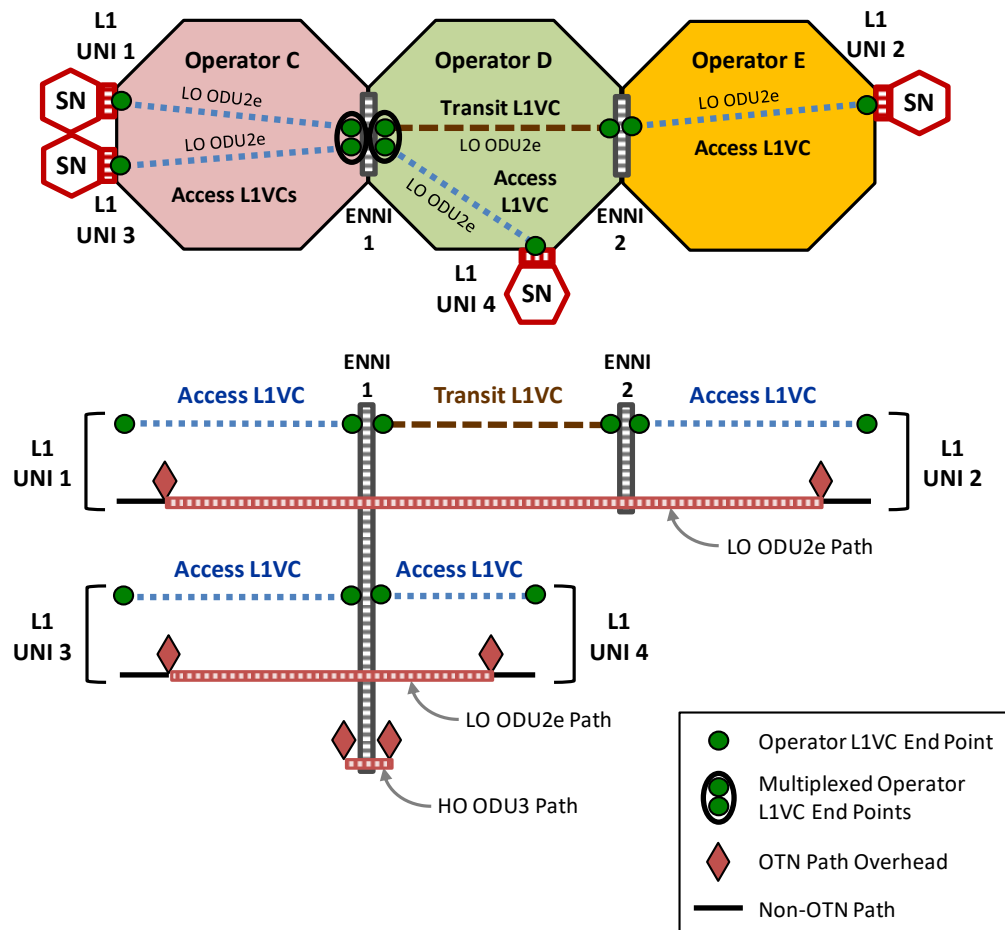 L1
UNI 1
L1
UNI 2
Operator C
Operator D
Operator E
SN
SN
LO ODU2e
Transit L1VC
LO ODU2e
LO ODU2e
SN
LO ODU2e
Access L1VC
Access L1VCs
Access
L1VC
LO ODU2e
L1
UNI 3
ENNI
1
ENNI
2
L1
UNI 4
SN
ENNI
1
ENNI
2
Access L1VC
Transit L1VC
Access L1VC
L1
UNI 1
L1
UNI 2
LO ODU2e Path
Access L1VC
Access L1VC
L1
UNI 3
L1
UNI 4
LO ODU2e Path
HO ODU3 Path
Operator L1VC End Point
Multiplexed Operator
L1VC End Points
OTN Path Overhead
Non-OTN Path